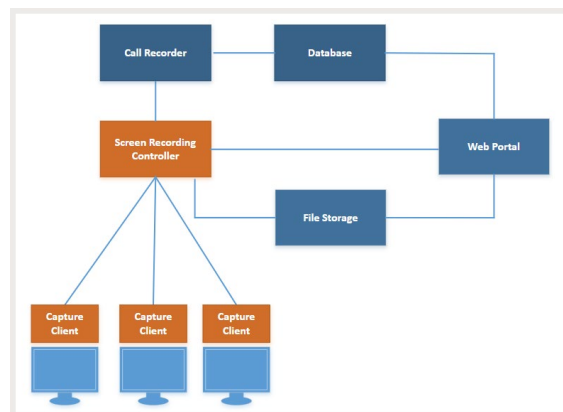 Call Recorder
Database
Screen Recording
Controller
Web Portal
File Storage
Capture
Client
Capture
Client
Capture
Client